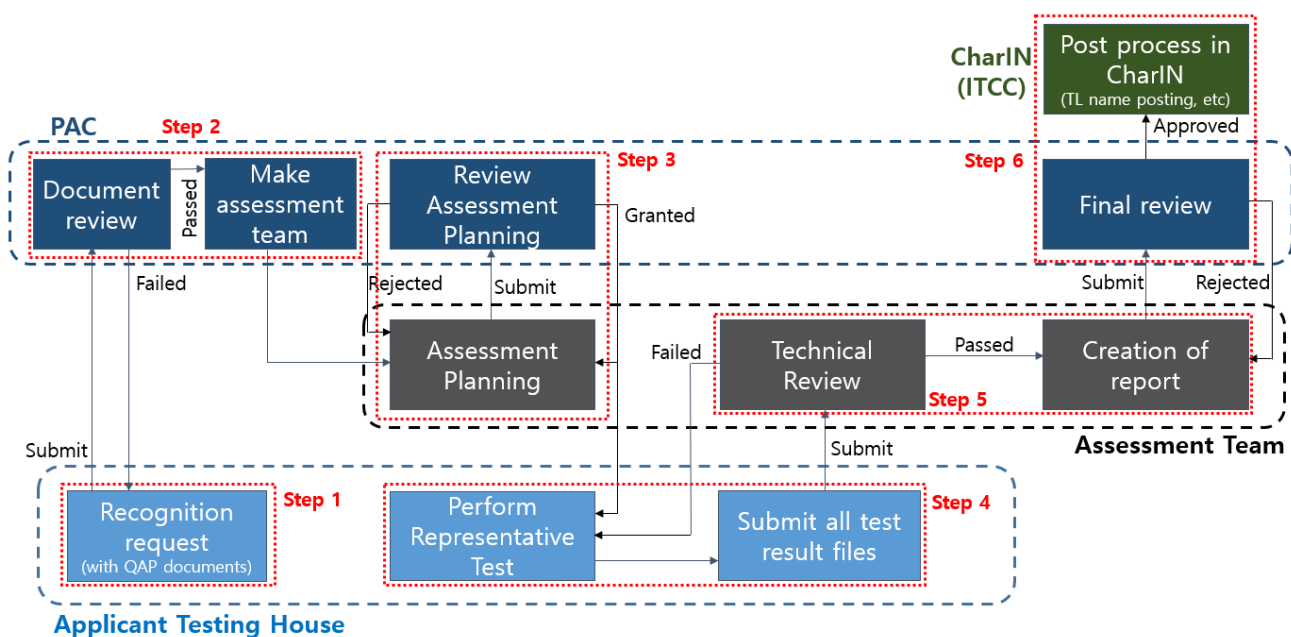 CharIN
(ITCC)
Post process in
CharIN
(TL name posting, etc)
Approved
PAC
Step 2
Document
review
Passed
Make
assessment
team
Step 3
Review
Assessment
Planning
Granted
Step 6
Final review
Failed
Rejected
Submit
Submit
Rejected
Assessment
Planning
Failed
Technical
Review
Passed
Creation of
report
Step 5
Submit
Submit
Assessment Team
Step 1
Recognition
request
(with QAP documents)
Perform
Representative
Test
Submit all test
result files
Step 4
Applicant Testing House